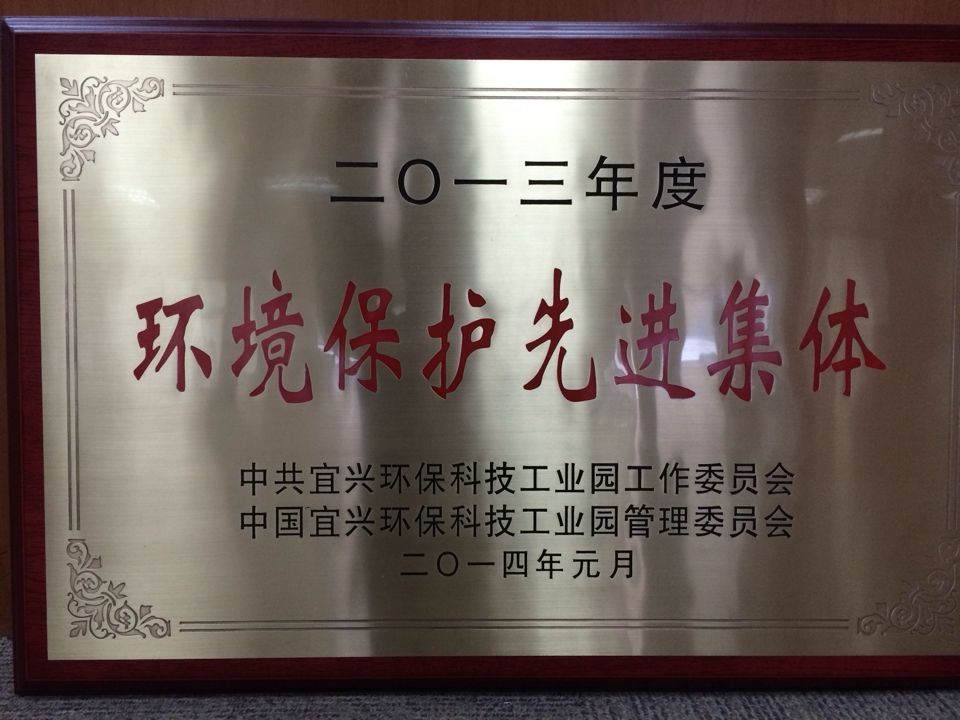 二〇一三年度
环境保护先进集体
中共宜兴环保科技工业园工作委员会
中国宜兴环保科技工业园管理委员会
二〇一四年元月